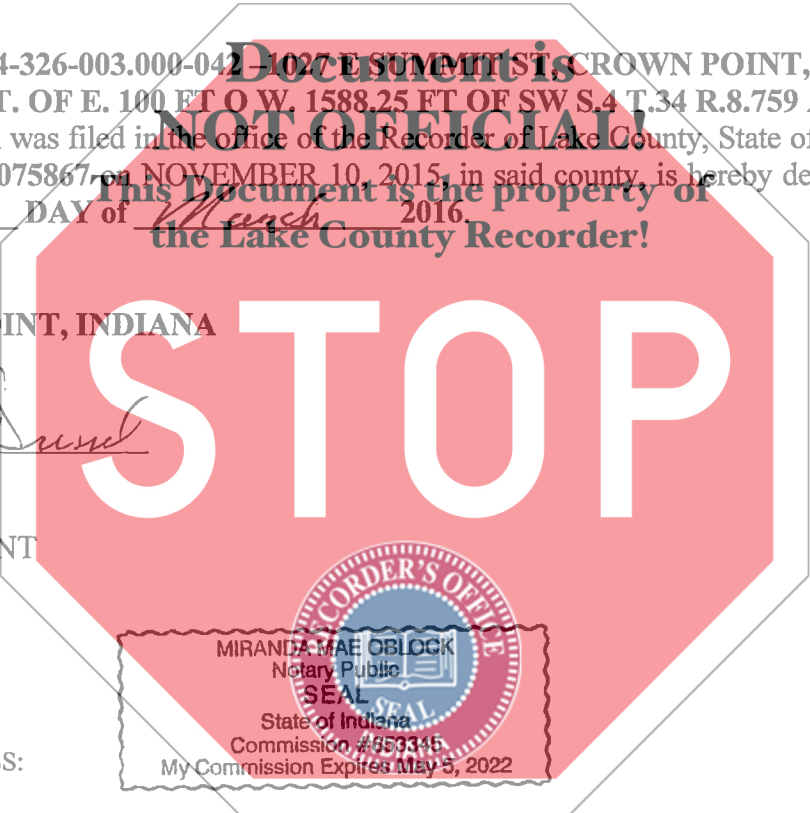 Document is
NOT OFFICIAL!
This Document is the property of
the Lake County Recorder!
4-326-003.000-042 –1027 E SUMMIT ST, CROWN POINT,
T. OF E. 100 FT O W. 1588.25 FT OF SW S.4 T.34 R.8.759
was filed in the office of the Recorder of Lake County, State of
075867 on NOVEMBER 10, 2015, in said county, is hereby de
DAY of March 2016.
INT, INDIANA
STOP
NT
RECORDER'S OFFICE
SEAL
MIRANDA MAE OBLOCK
Notary Public
SEAL
State of Indiana
Commission #653345
My Commission Expires May 5, 2022
S: